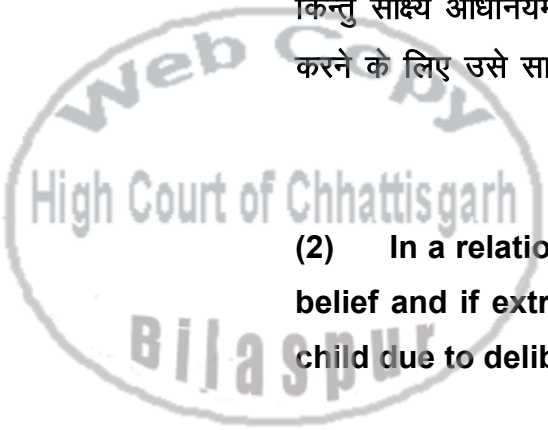 किन्तु साक्ष्य अधिनियम
करने के लिए उसे सा
Web Copy
High Court of Chhattisgarh
(2) In a relatio
belief and if extr
child due to delib
Bilaspur